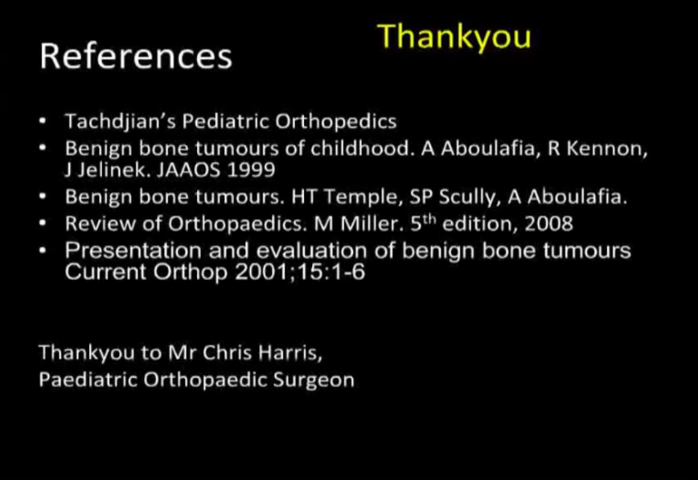 Thankyou
References
• Tachdjian's Pediatric Orthopedics
• Benign bone tumours of childhood. A Aboulafia, R Kennon,
J Jelinek. JAAOS 1999
• Benign bone tumours. HT Temple, SP Scully, A Aboulafia.
• Review of Orthopaedics. M Miller. 5th edition, 2008
• Presentation and evaluation of benign bone tumours
Current Orthop 2001;15:1-6
Thankyou to Mr Chris Harris,
Paediatric Orthopaedic Surgeon